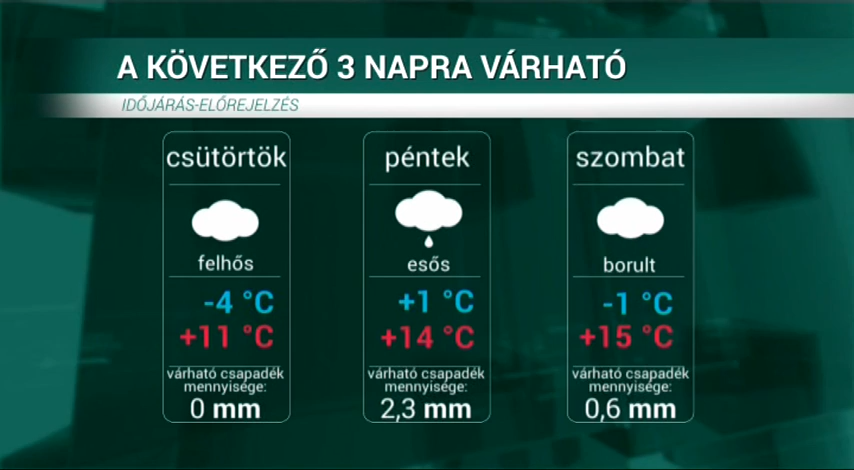 A KÖVETKEZŐ 3 NAPRA VÁRHATÓ
IDŐJÁRÁS-ELŐREJELZÉS
csütörtök
felhős
-4 °C
+11 °C
várható csapadék
mennyisége:
0 mm
péntek
esős
+1 °C
+14 °C
várható csapadék
mennyisége:
2,3 mm
szombat
borult
-1 °C
+15 °C
várható csapadék
mennyisége:
0,6 mm